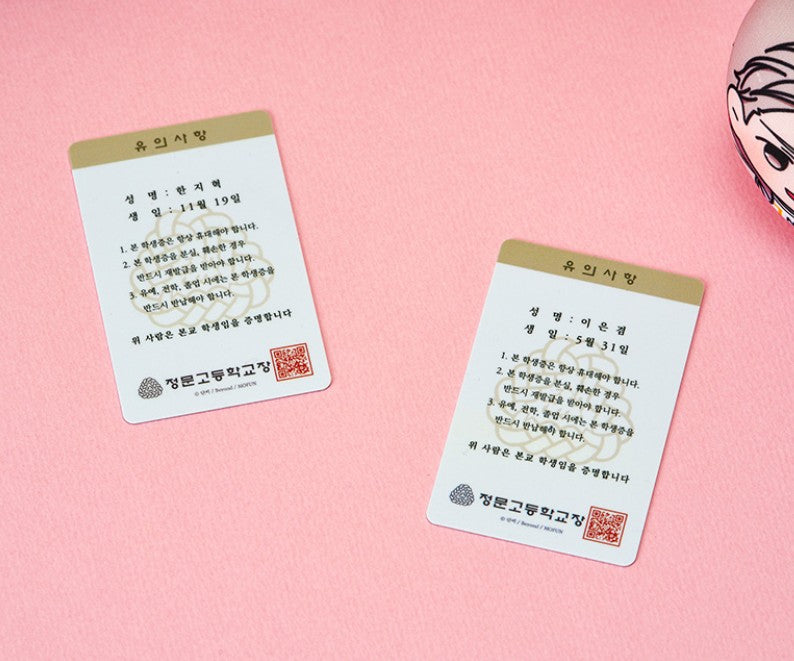 유의사항
성 명 : 한지혁
생 일 : 11월 19일
1. 본 학생증은 항상 휴대해야 합니다.
2. 본 학생증을 분실, 훼손한 경우
반드시 재발급을 받아야 합니다.
3. 유예, 전학, 졸업 시에는 본 학생증을
반드시 반납해야 합니다.
위 사람은 본교 학생임을 증명합니다
정문고등학교장
© 담비 / Beyond / MOFUN
유의사항
성 명 : 이은겸
생 일 : 5월 31일
1. 본 학생증은 항상 휴대해야 합니다.
2. 본 학생증을 분실, 훼손한 경우
반드시 재발급을 받아야 합니다.
3. 유예, 전학, 졸업 시에는 본 학생증을
반드시 반납해야 합니다.
위 사람은 본교 학생임을 증명합니다
정문고등학교장
© 담비 / Beyond / MOFUN